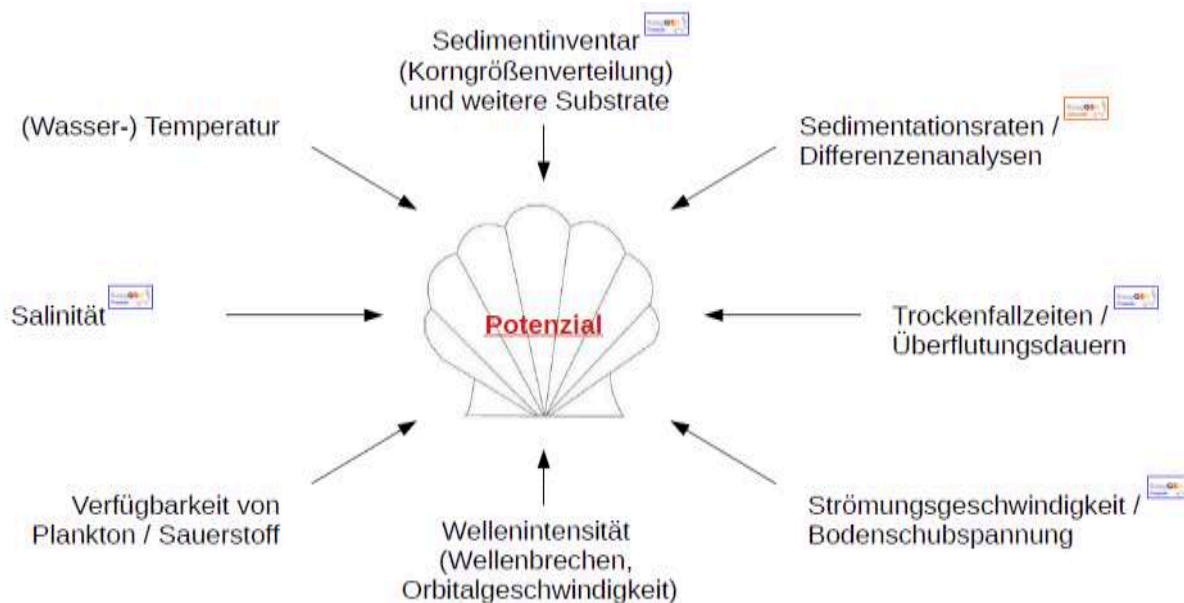 Sedimentinventar
(Korngrößenverteilung)
und weitere Substrate
(Wasser-) Temperatur
Sedimentationsraten /
Differenzenanalysen
Salinität
Potenzial
Trockenfallzeiten /
Überflutungsdauern
Verfügbarkeit von
Plankton / Sauerstoff
Wellenintensität
(Wellenbrechen,
Orbitalgeschwindigkeit)
Strömungsgeschwindigkeit /
Bodenschubspannung